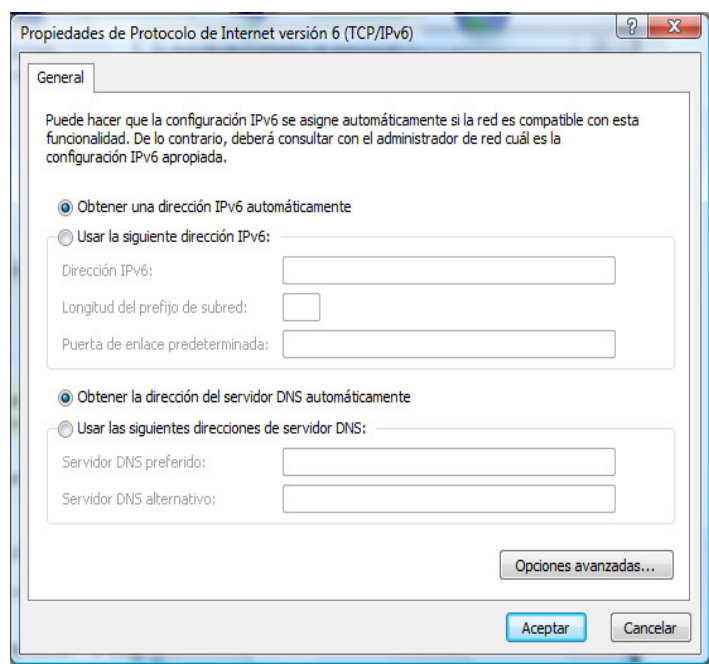 Propiedades de Protocolo de Internet versión 6 (TCP/IPv6)
?
X
General
Puede hacer que la configuración IPv6 se asigne automáticamente si la red es compatible con esta
funcionalidad. De lo contrario, deberá consultar con el administrador de red cuál es la
configuración IPv6 apropiada.
Obtener una dirección IPv6 automáticamente
Usar la siguiente dirección IPv6:
Dirección IPv6:
Longitud del prefijo de subred:
Puerta de enlace predeterminada:
Obtener la dirección del servidor DNS automáticamente
Usar las siguientes direcciones de servidor DNS:
Servidor DNS preferido:
Servidor DNS alternativo:
Opciones avanzadas...
Aceptar
Cancelar